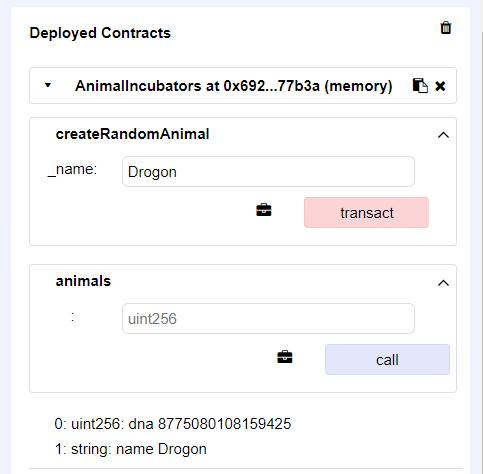 Deployed Contracts
AnimalIncubators at 0x692...77b3a (memory)
createRandomAnimal
_name:
Drogon
transact
animals
:
uint256
call
0: uint256: dna 8775080108159425
1: string: name Drogon